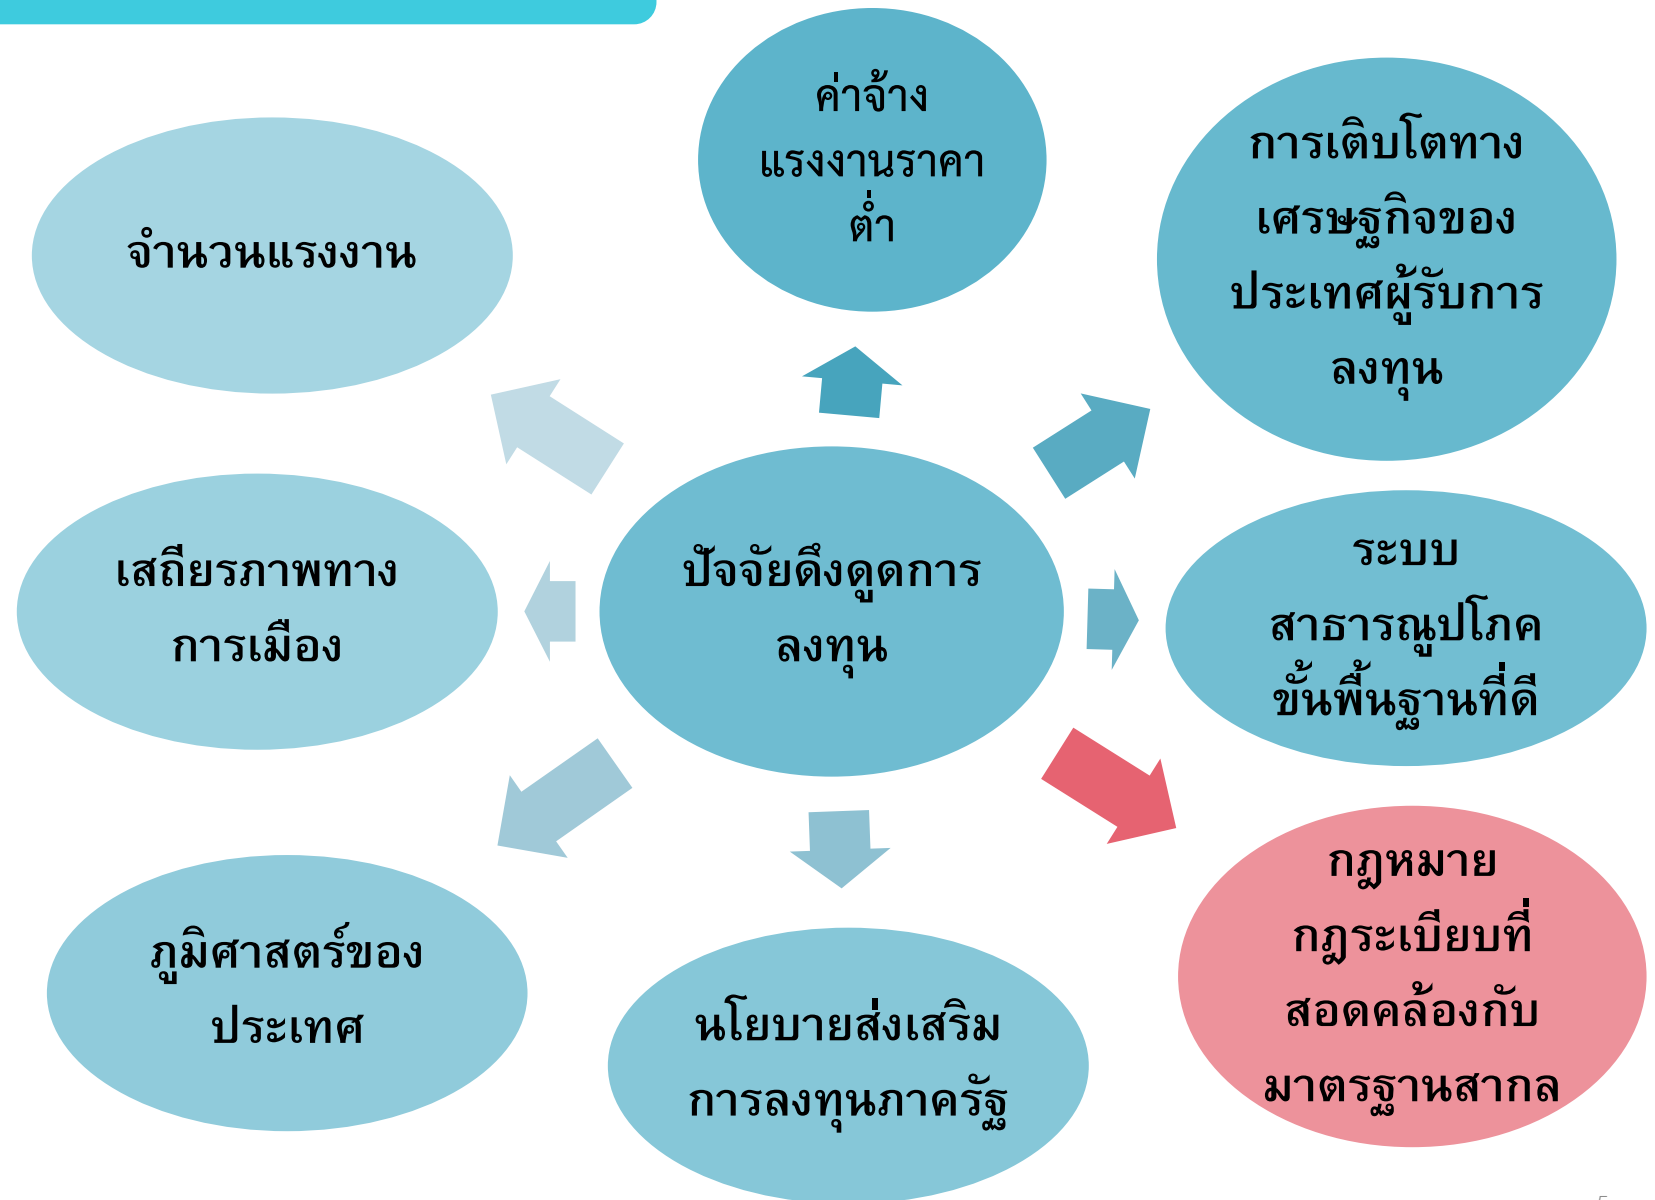 ค่าจ้าง
แรงงานราคา
ต่ำ
การเติบโตทาง
เศรษฐกิจของ
ประเทศผู้รับการ
ลงทุน
จำนวนแรงงาน
เสถียรภาพทาง
การเมือง
ปัจจัยดึงดูดการ
ลงทุน
ระบบ
สาธารณูปโภค
ขั้นพื้นฐานที่ดี
กฎหมาย
กฎระเบียบที่
สอดคล้องกับ
มาตรฐานสากล
ภูมิศาสตร์ของ
ประเทศ
นโยบายส่งเสริม
การลงทุนภาครัฐ